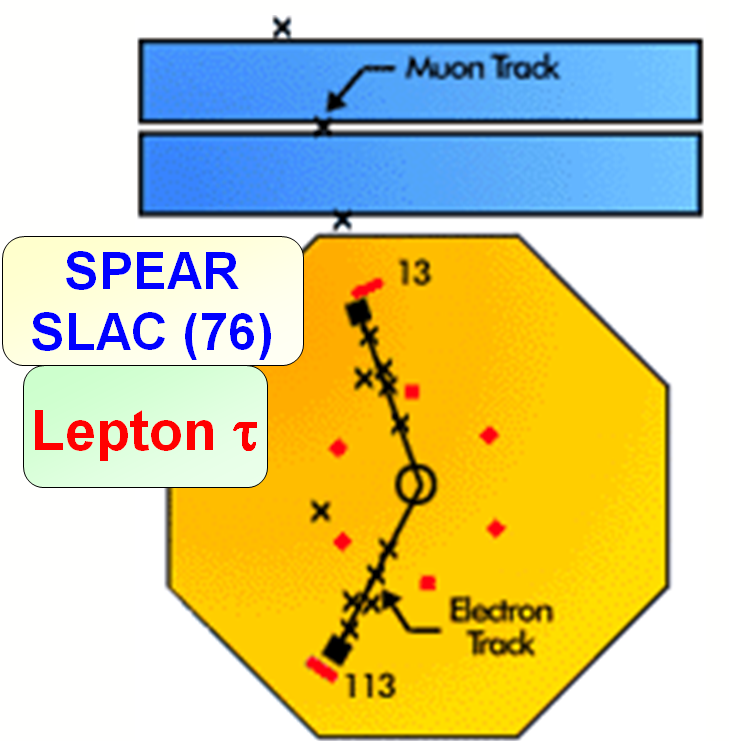 Muon Track
SPEAR
SLAC (76)
13
Lepton τ
Electron
Track
113